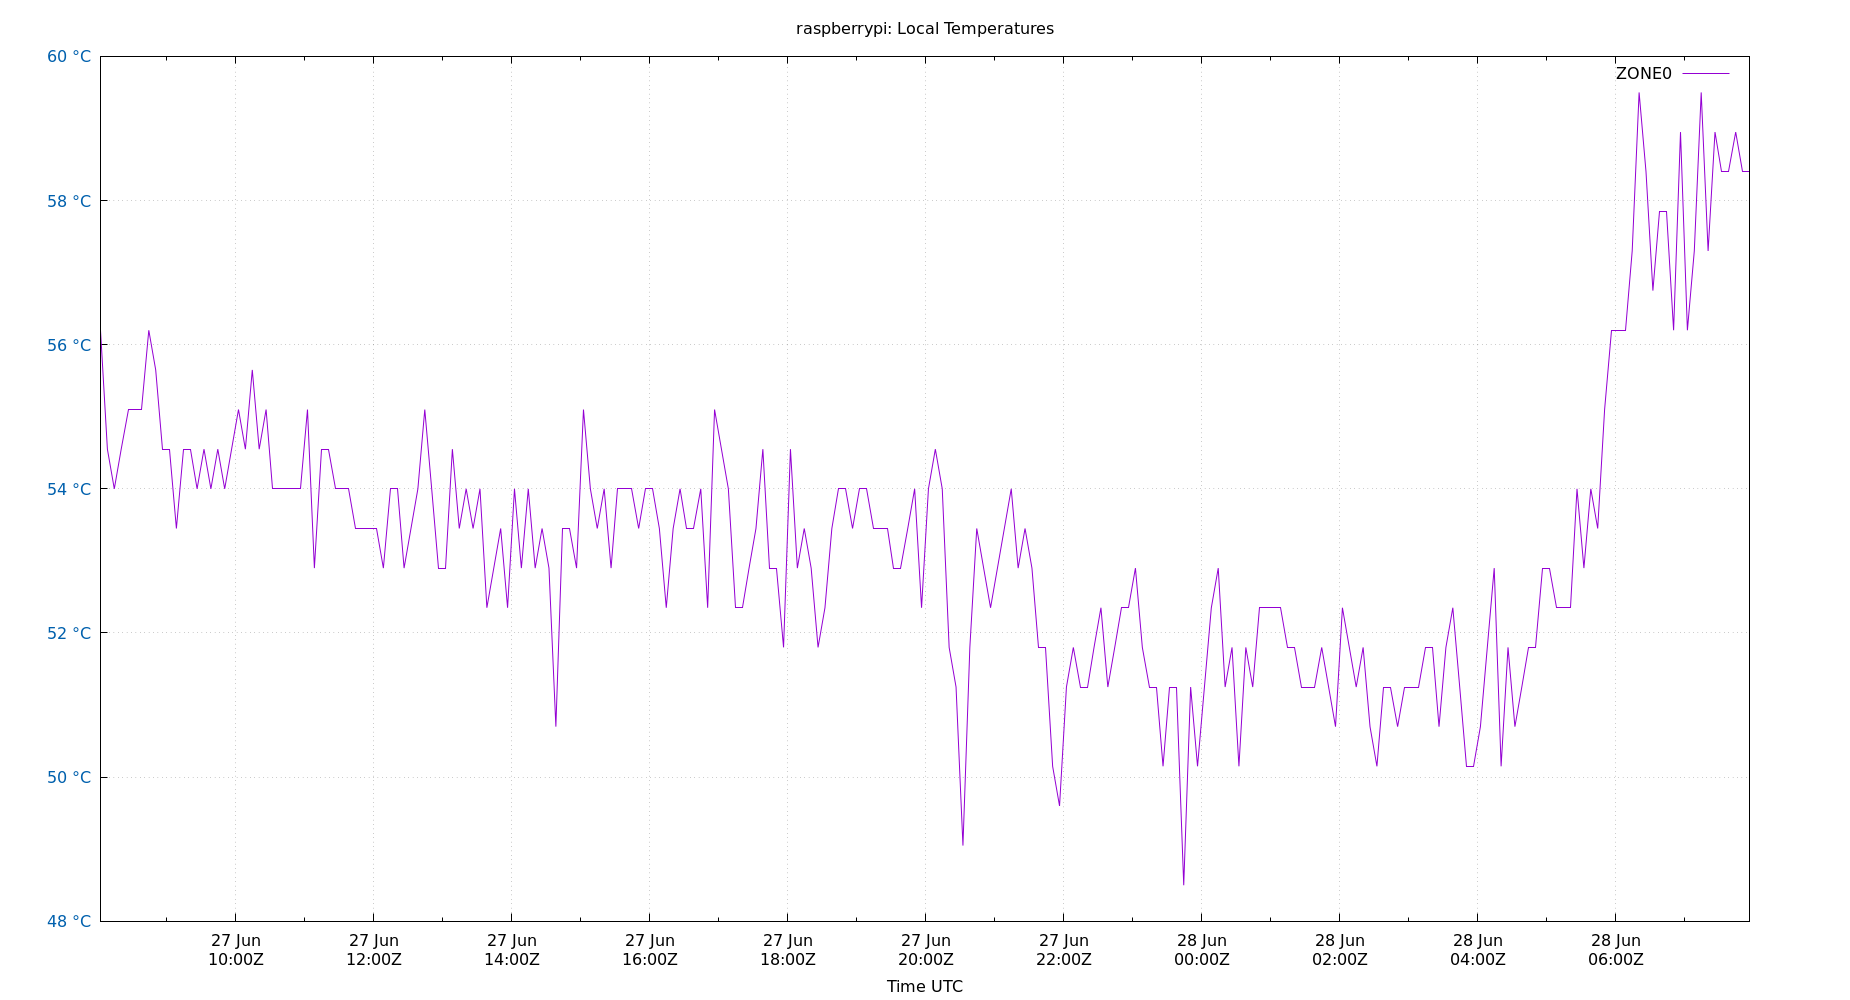 raspberrypi: Local Temperatures
60 °C
ZONE0
58 °C
56 °C
54 °C
52 °C
50 °C
48 °C
27 Jun 27 Jun 27 Jun 27 Jun 27 Jun 27 Jun 27 Jun 28 Jun 28 Jun 28 Jun 28 Jun
10:00Z 12:00Z 14:00Z 16:00Z 18:00Z 20:00Z 22:00Z 00:00Z 02:00Z 04:00Z 06:00Z
Time UTC